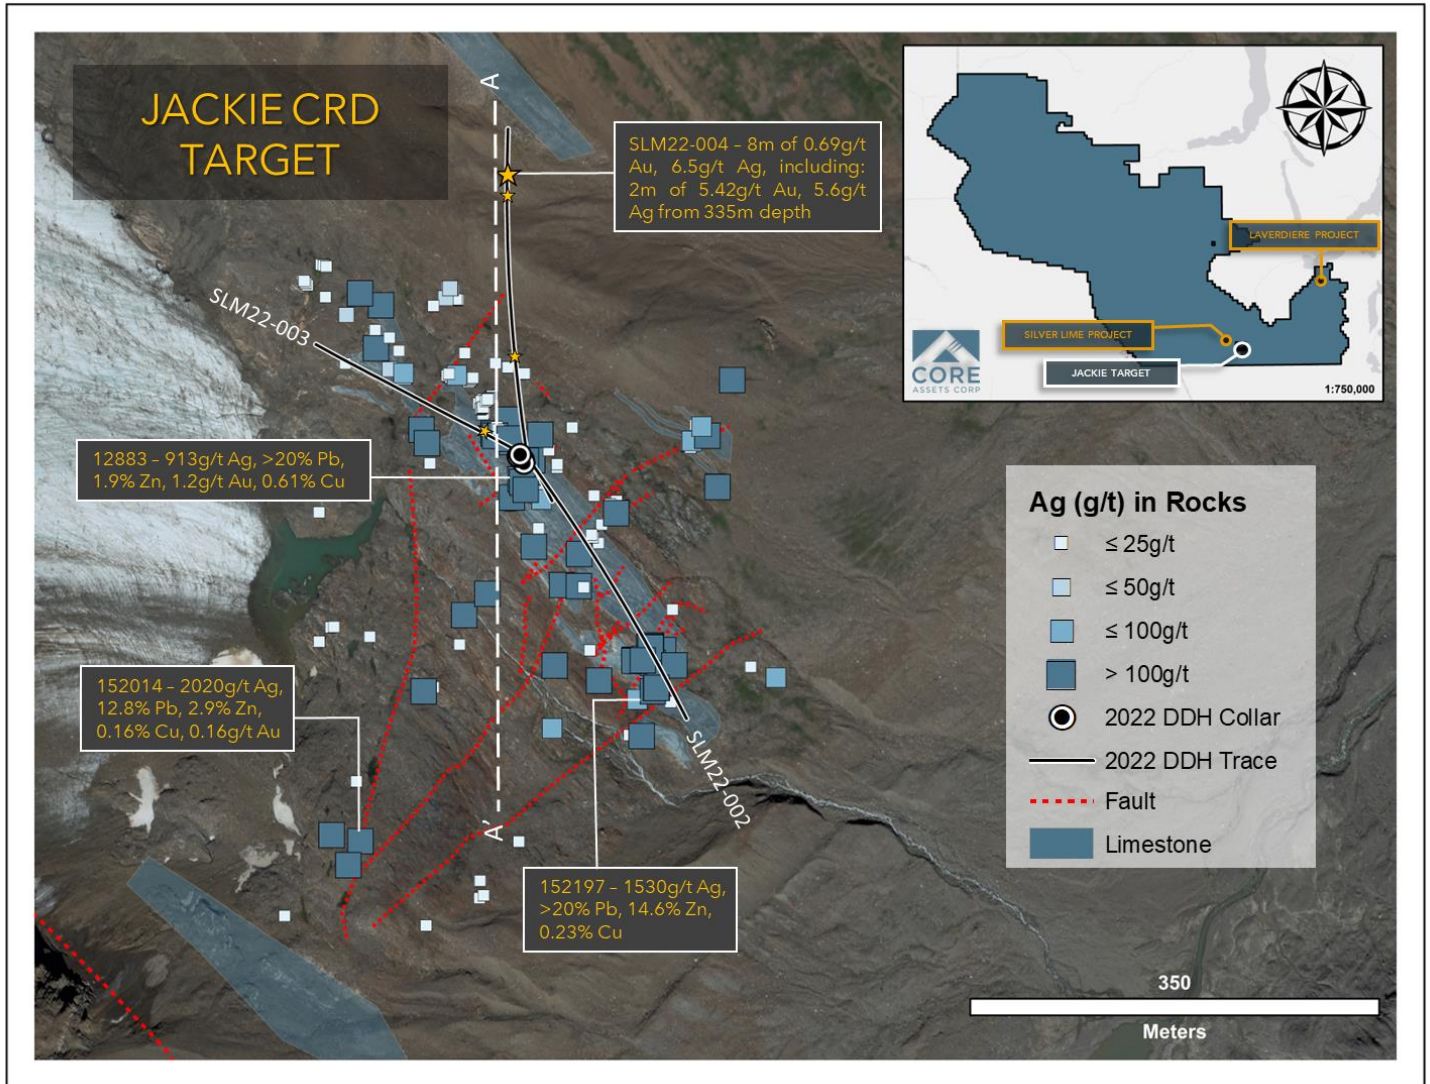 JACKIE CRD
TARGET
A
SLM22-004 – 8m of 0.69g/t
Au, 6.5g/t Ag, including:
2m of 5.42g/t Au, 5.6g/t
Ag from 335m depth
LAVERDIERE PROJECT
SILVER LIME PROJECT
JACKIE TARGET
CORE
ASSETS CORP
1:750,000
SLM22-003
12883 – 913g/t Ag, >20% Pb,
1.9% Zn, 1.2g/t Au, 0.61% Cu
152014 – 2020g/t Ag,
12.8% Pb, 2.9% Zn,
0.16% Cu, 0.16g/t Au
SLM22-002
A'
152197 – 1530g/t Ag,
>20% Pb, 14.6% Zn,
0.23% Cu
Ag (g/t) in Rocks
≤ 25g/t
≤ 50g/t
≤ 100g/t
> 100g/t
2022 DDH Collar
2022 DDH Trace
Fault
Limestone
350
Meters